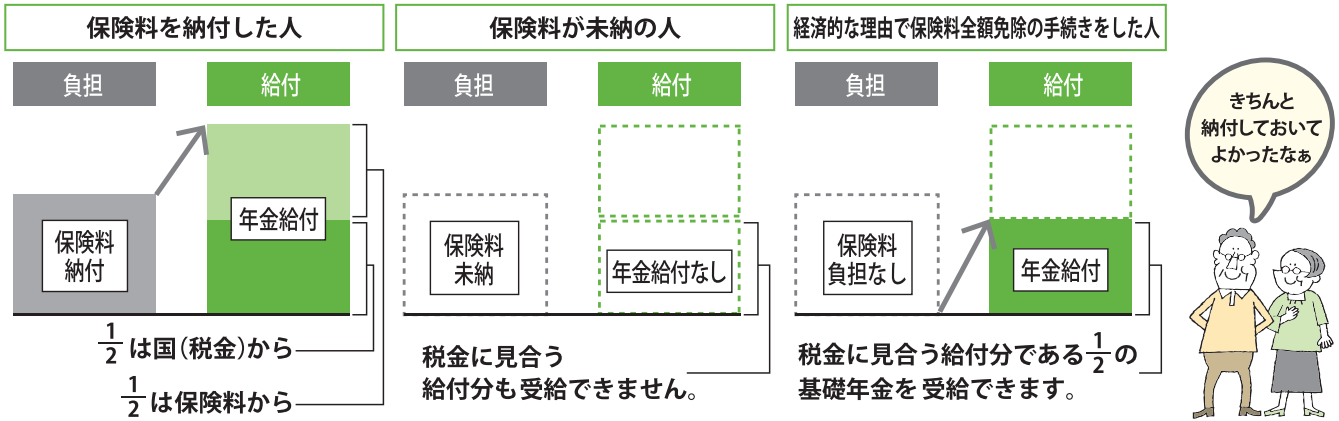 保険料を納付した人
負担
給付
保険料
納付
年金給付
1/2は国（税金）から
1/2は保険料から
保険料が未納の人
負担
給付
保険料
未納
年金給付なし
税金に見合う
給付分も受給できません。
経済的な理由で保険料全額免除の手続きをした人
負担
給付
保険料
負担なし
年金給付
税金に見合う給付分である1/2の
基礎年金を受給できます。
きちんと
納付しておいて
よかったなぁ